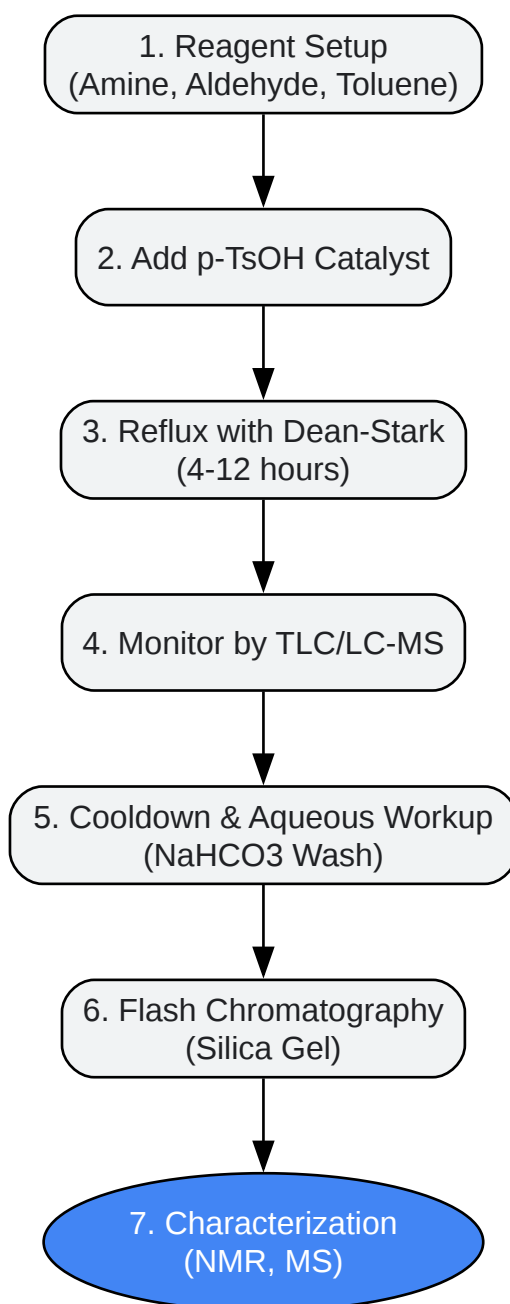 1. Reagent Setup
(Amine, Aldehyde, Toluene)
2. Add p-TsOH Catalyst
3. Reflux with Dean-Stark
(4-12 hours)
4. Monitor by TLC/LC-MS
5. Cooldown & Aqueous Workup
(NaHCO3 Wash)
6. Flash Chromatography
(Silica Gel)
7. Characterization
(NMR, MS)